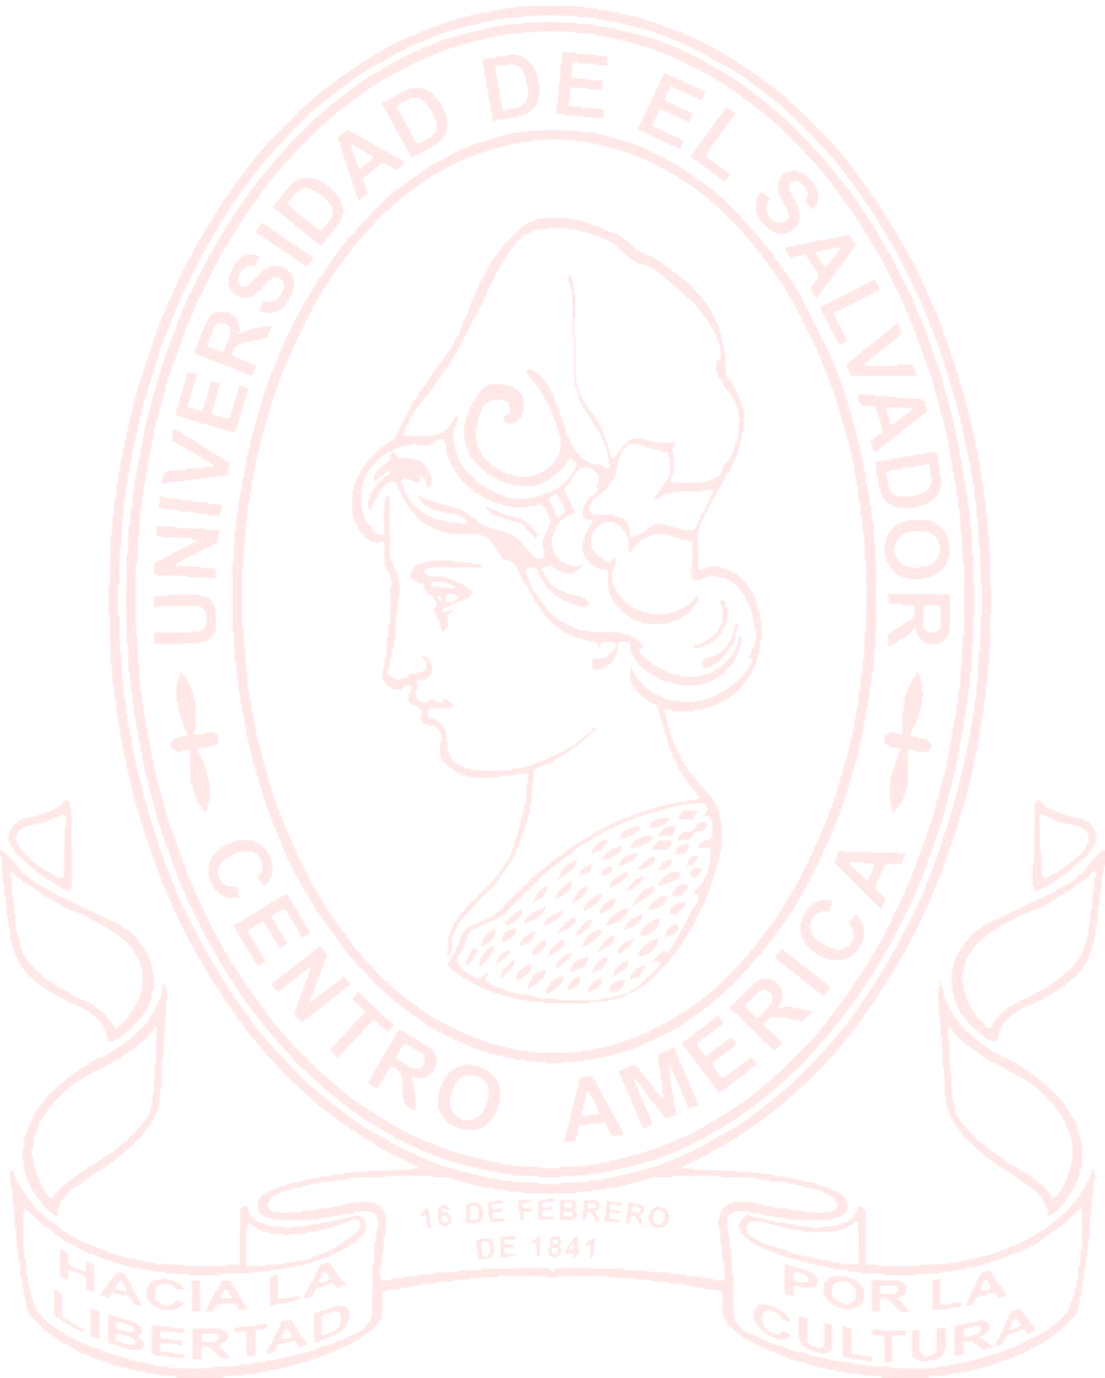 UNIVERSIDAD DE EL SALVADOR
CENTRO AMERICA
16 DE FEBRERO
DE 1841
HACIA LA
LIBERTAD
POR LA
CULTURA